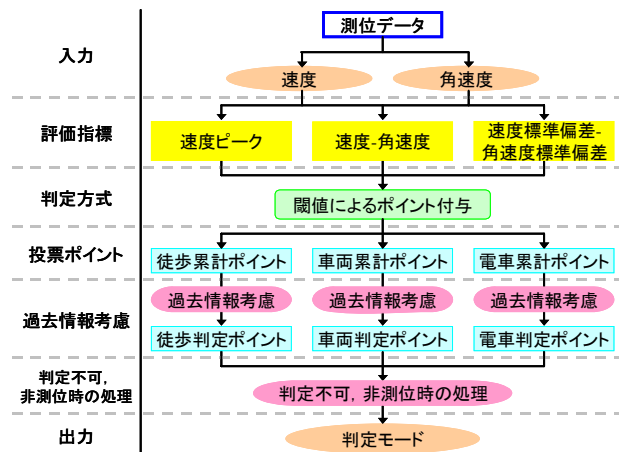 測位データ
入力
速度
角速度
評価指標
速度ピーク
速度-角速度
速度標準偏差-
角速度標準偏差
判定方式
閾値によるポイント付与
投票ポイント
徒歩累計ポイント
車両累計ポイント
電車累計ポイント
過去情報考慮
過去情報考慮
過去情報考慮
過去情報考慮
徒歩判定ポイント
車両判定ポイント
電車判定ポイント
判定不可,
非測位時の処理
判定不可, 非測位時の処理
出力
判定モード